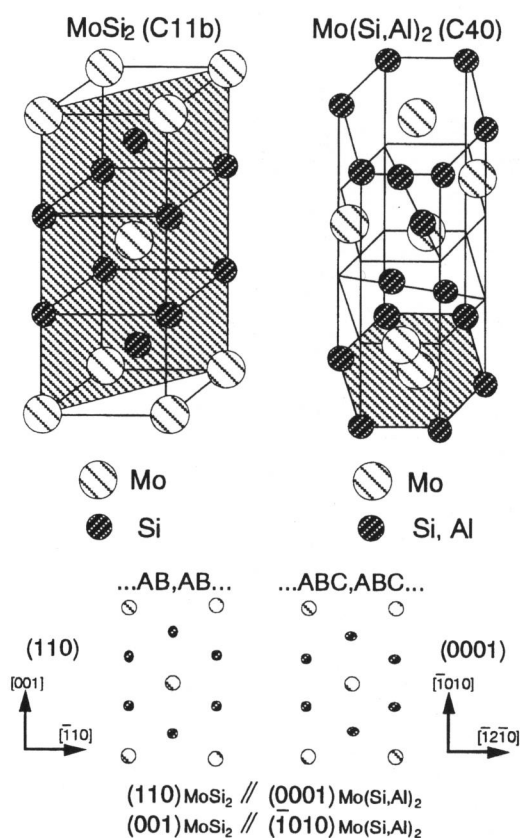 MoSi₂ (C11b) Mo(Si,Al)₂ (C40)
Mo Mo
Si Si, Al
...AB,AB... ...ABC,ABC...
(110) (0001)
[001] [1̄010]
[1̄10] [1̄21̄0]
(110) MoSi₂ // (0001) Mo(Si,Al)₂
(001) MoSi₂ // (1̄010) Mo(Si,Al)₂